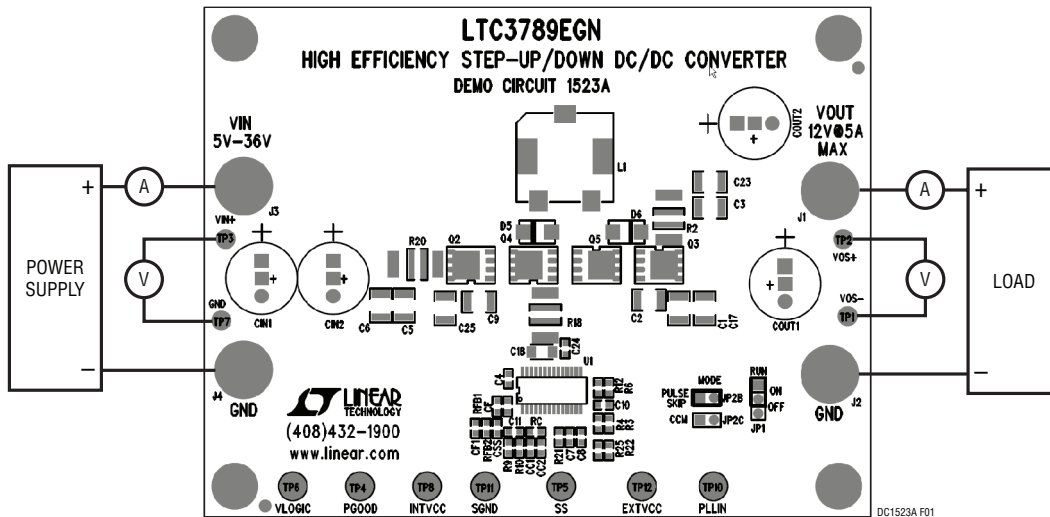 LTC3789EGN
HIGH EFFICIENCY STEP-UP/DOWN DC/DC CONVERTER
DEMO CIRCUIT 1523A
VIN
5V-36V
VOUT
12V@5A
MAX
COUT2
L1
C23
C3
J3
J1
+
A
A
+
VIN+
TP3
D5
Q4
D6
R2
TP2
VOS+
R20
Q2
Q5
Q3
POWER
SUPPLY
V
V
LOAD
GND
TP7
VOS-
TP1
CIN1
CIN2
C6
C5
C25
C9
R18
C2
C1
C17
COUT1
C18
C24
U1
-
J4
GND
J2
GND
-
C4
LINEAR
TECHNOLOGY
(408)432-1900
www.linear.com
RFB1
CF
CF1
RFB2
CSS
C11
RC
R9
R10
CC1
CC2
R21
C7
C8
R12
R6
C10
R4
R3
R25
R22
MODE
PULSE
SKIP
JP2B
CCM
JP2C
RUN
ON
OFF
JP1
TP6
TP4
TP8
TP11
TP5
TP12
TP10
VLOGIC
PGOOD
INTVCC
SGND
SS
EXTVCC
PLLIN
DC1523A F01